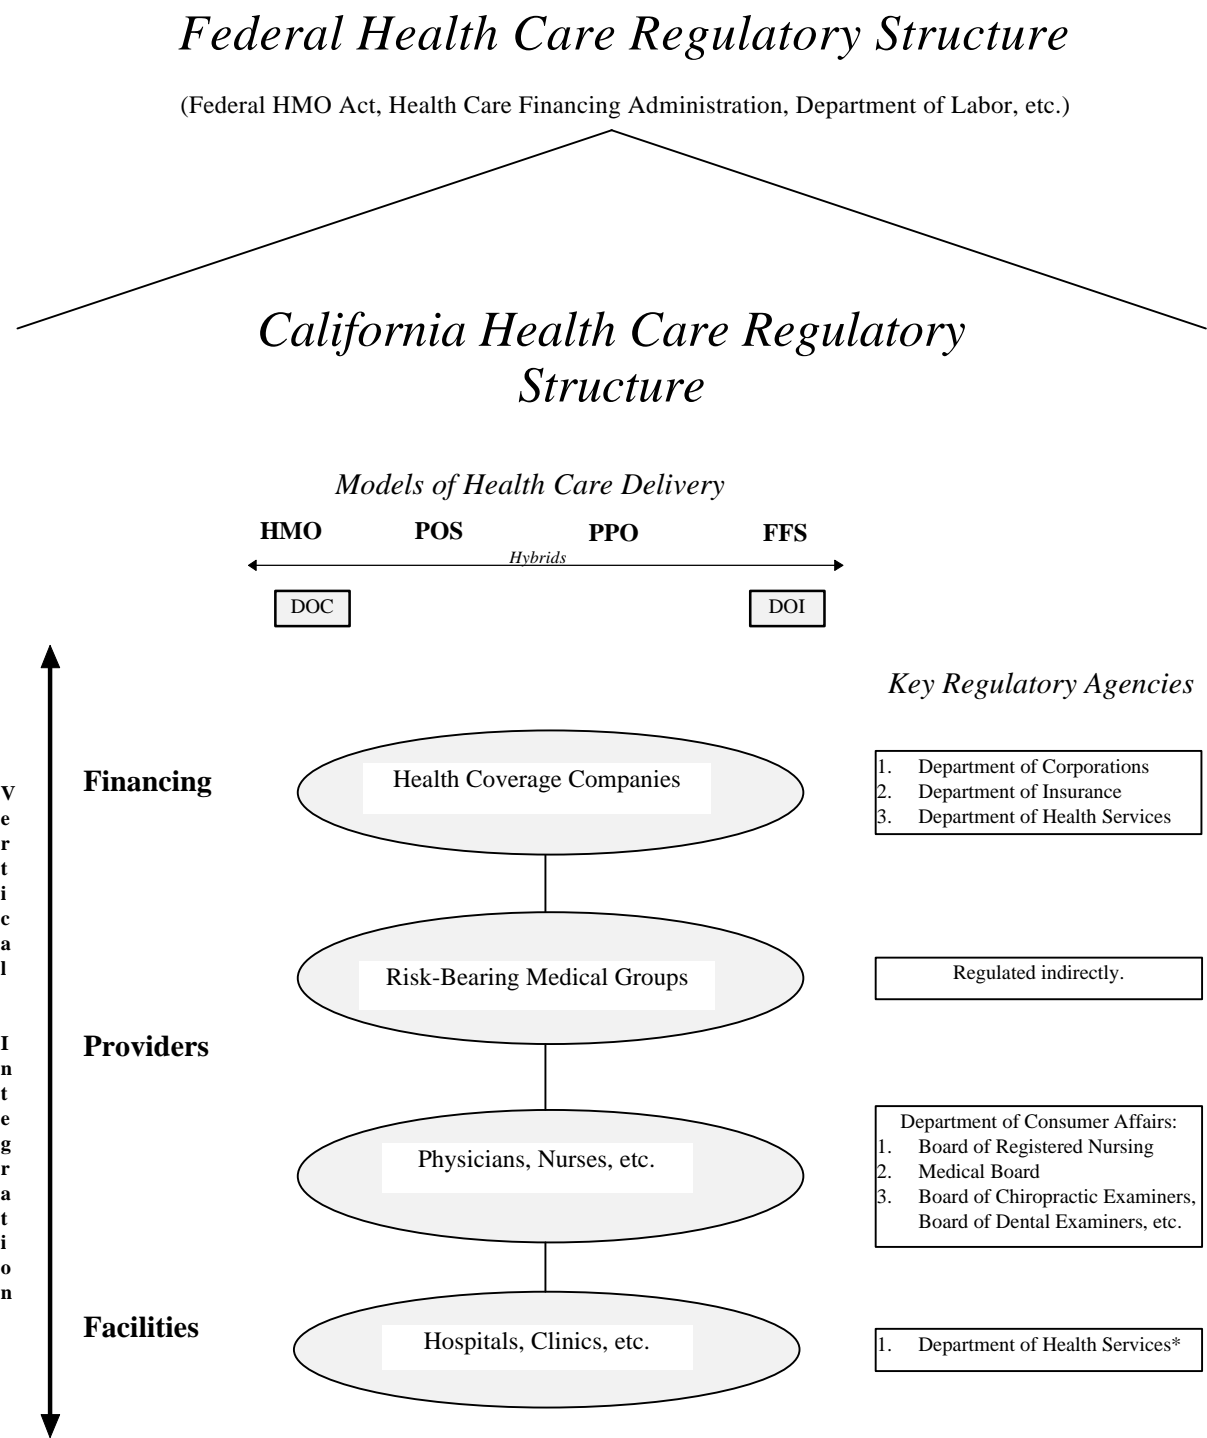 Federal Health Care Regulatory Structure
(Federal HMO Act, Health Care Financing Administration, Department of Labor, etc.)
California Health Care Regulatory
Structure
Models of Health Care Delivery
HMO POS PPO FFS
Hybrids
DOC DOI
Key Regulatory Agencies
Vertical Integration
Financing
Health Coverage Companies
1. Department of Corporations
2. Department of Insurance
3. Department of Health Services
Risk-Bearing Medical Groups
Regulated indirectly.
Providers
Physicians, Nurses, etc.
Department of Consumer Affairs:
1. Board of Registered Nursing
2. Medical Board
3. Board of Chiropractic Examiners,
Board of Dental Examiners, etc.
Facilities
Hospitals, Clinics, etc.
1. Department of Health Services*